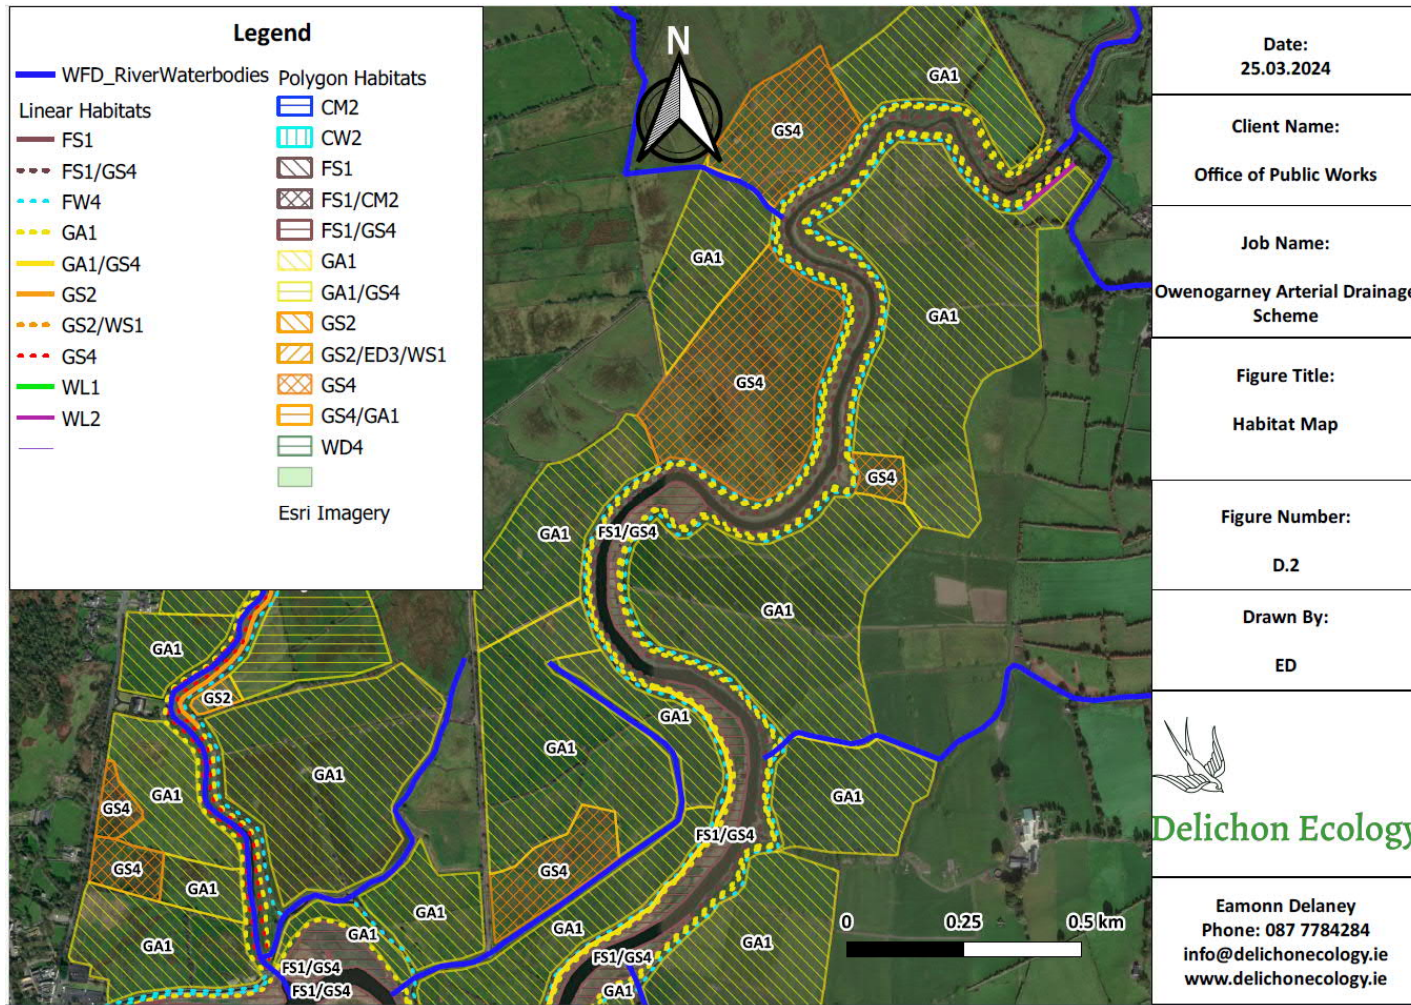 Legend
WFD_RiverWaterbodies
Linear Habitats
FS1
FS1/GS4
FW4
GA1
GA1/GS4
GS2
GS2/WS1
GS4
WL1
WL2
Polygon Habitats
CM2
CW2
FS1
FS1/CM2
FS1/GS4
GA1
GA1/GS4
GS2
GS2/ED3/WS1
GS4
GS4/GA1
WD4
Esri Imagery
N
GA1
GS4
GA1
GA1
GS4
GS4
GA1
FS1/GS4
GA1
GA1
GS2
GA1
GA1
GA1
GA1
GA1
GS4
FS1/GS4
GS4
GS4
GA1
GA1
GA1
GA1
GA1
GA1
FS1/GS4
FS1/GS4
FS1/GS4
GA1
GA1
0 0.25 0.5 km
Date:
25.03.2024
Client Name:
Office of Public Works
Job Name:
Owenogarney Arterial Drainage
Scheme
Figure Title:
Habitat Map
Figure Number:
D.2
Drawn By:
ED
Delichon Ecology
Eamonn Delaney
Phone: 087 7784284
info@delichonecology.ie
www.delichonecology.ie